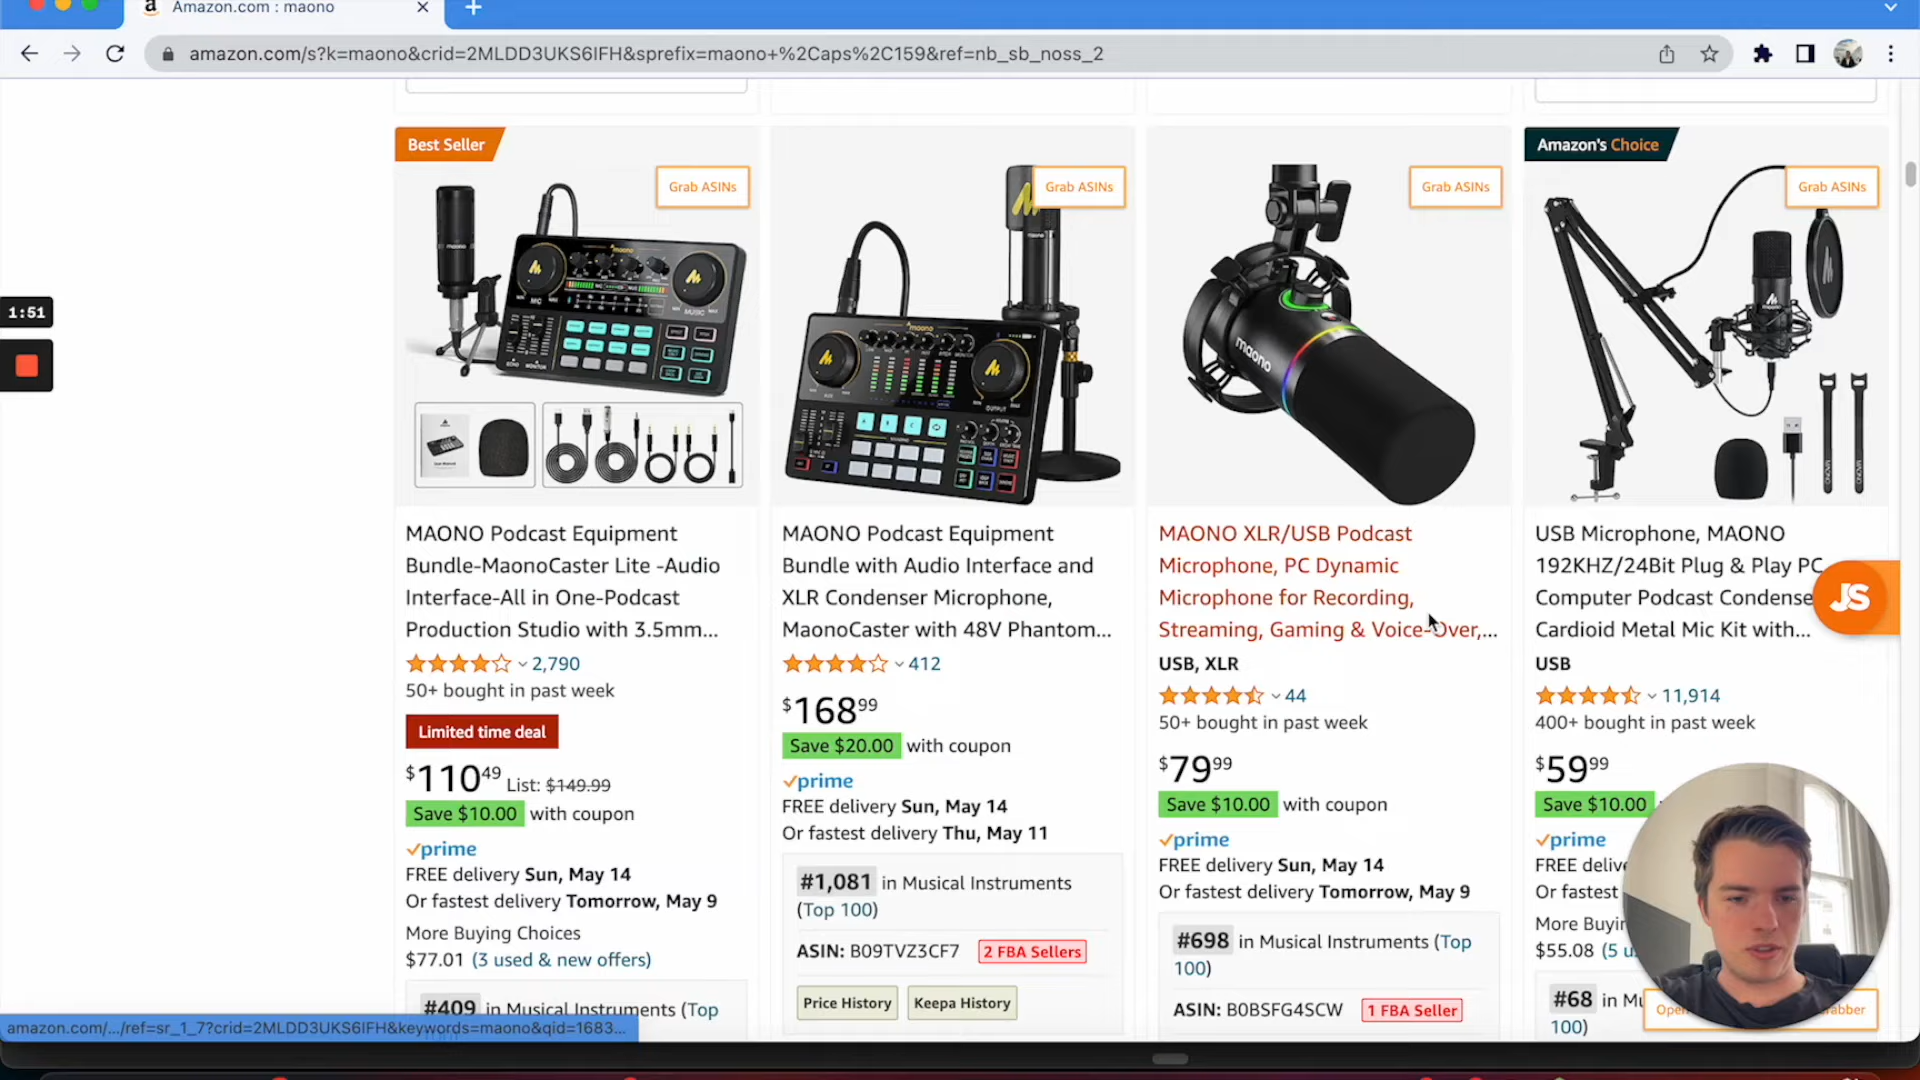 Amazon.com : maono
amazon.com/s?k=maono&crid=2MLDD3UKS6IFH&sprefix=maono+%2Caps%2C159&ref=nb_sb_noss_2
1:51
Best Seller
Grab ASINs
MAONO Podcast Equipment
Bundle-MaonoCaster Lite -Audio
Interface-All in One-Podcast
Production Studio with 3.5mm...
2,790
50+ bought in past week
Limited time deal
$110 49 List: $149.99
Save $10.00 with coupon
prime
FREE delivery Sun, May 14
Or fastest delivery Tomorrow, May 9
More Buying Choices
$77.01 (3 used & new offers)
#409 in Musical Instruments (Top
Grab ASINs
maono
MAONO Podcast Equipment
Bundle with Audio Interface and
XLR Condenser Microphone,
MaonoCaster with 48V Phantom...
412
$168 99
Save $20.00 with coupon
prime
FREE delivery Sun, May 14
Or fastest delivery Thu, May 11
#1,081 in Musical Instruments
(Top 100)
ASIN: B09TVZ3CF7 2 FBA Sellers
Price History Keepa History
Grab ASINs
maono
MAONO XLR/USB Podcast
Microphone, PC Dynamic
Microphone for Recording,
Streaming, Gaming & Voice-Over,...
USB, XLR
44
50+ bought in past week
$79 99
Save $10.00 with coupon
prime
FREE delivery Sun, May 14
Or fastest delivery Tomorrow, May 9
#698 in Musical Instruments (Top
100)
ASIN: B0BSFG4SCW 1 FBA Seller
Amazon's Choice
Grab ASINs
USB Microphone, MAONO
192KHZ/24Bit Plug & Play PC
Computer Podcast Condense
Cardioid Metal Mic Kit with...
USB
11,914
400+ bought in past week
$59 99
Save $10.00
prime
FREE deliv
Or fastest
More Buyin
$55.08 (5 u
#68 in Mu
100)
Open
rabber
JS
amazon.com/.../ref=sr_1_7?crid=2MLDD3UKS6IFH&keywords=maono&qid=1683...